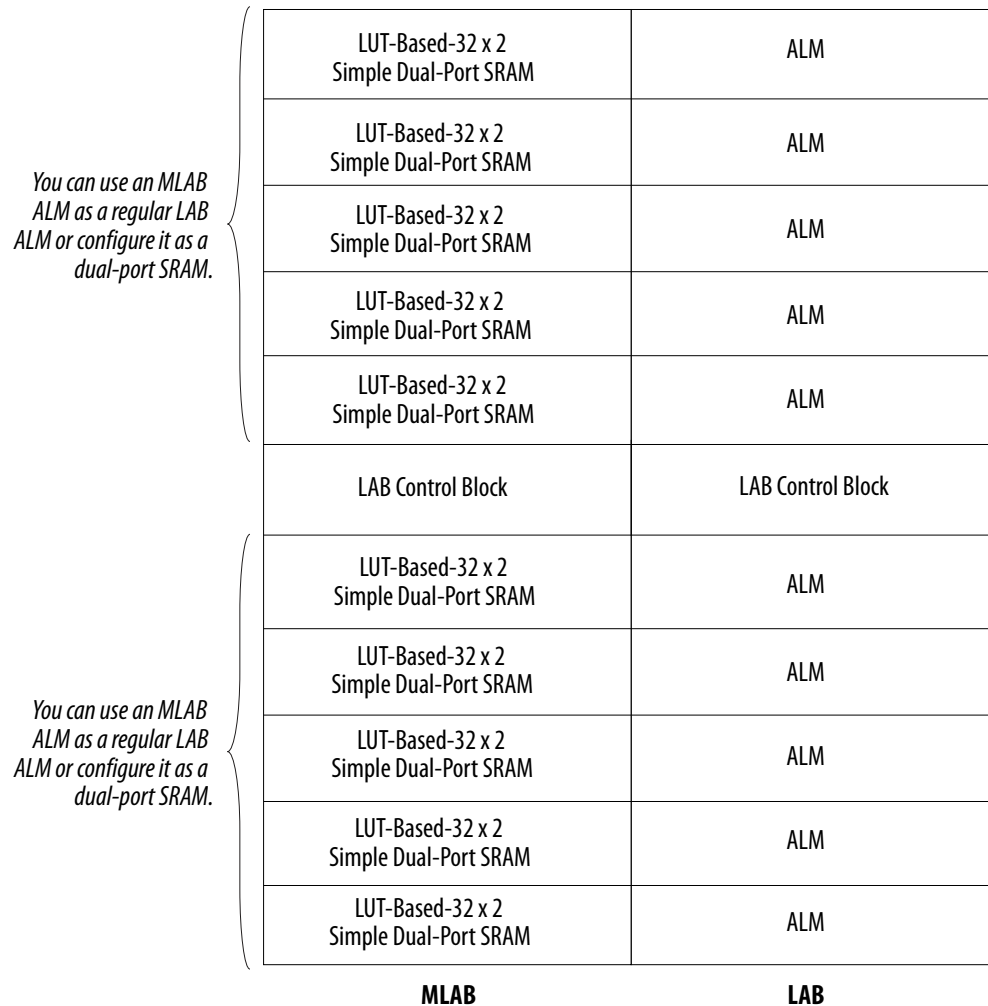 LUT-Based-32 x 2
Simple Dual-Port SRAM
ALM
LUT-Based-32 x 2
Simple Dual-Port SRAM
ALM
You can use an MLAB
ALM as a regular LAB
ALM or configure it as a
dual-port SRAM.
LUT-Based-32 x 2
Simple Dual-Port SRAM
ALM
LUT-Based-32 x 2
Simple Dual-Port SRAM
ALM
LUT-Based-32 x 2
Simple Dual-Port SRAM
ALM
LAB Control Block
LAB Control Block
LUT-Based-32 x 2
Simple Dual-Port SRAM
ALM
LUT-Based-32 x 2
Simple Dual-Port SRAM
ALM
You can use an MLAB
ALM as a regular LAB
ALM or configure it as a
dual-port SRAM.
LUT-Based-32 x 2
Simple Dual-Port SRAM
ALM
LUT-Based-32 x 2
Simple Dual-Port SRAM
ALM
LUT-Based-32 x 2
Simple Dual-Port SRAM
ALM
MLAB
LAB